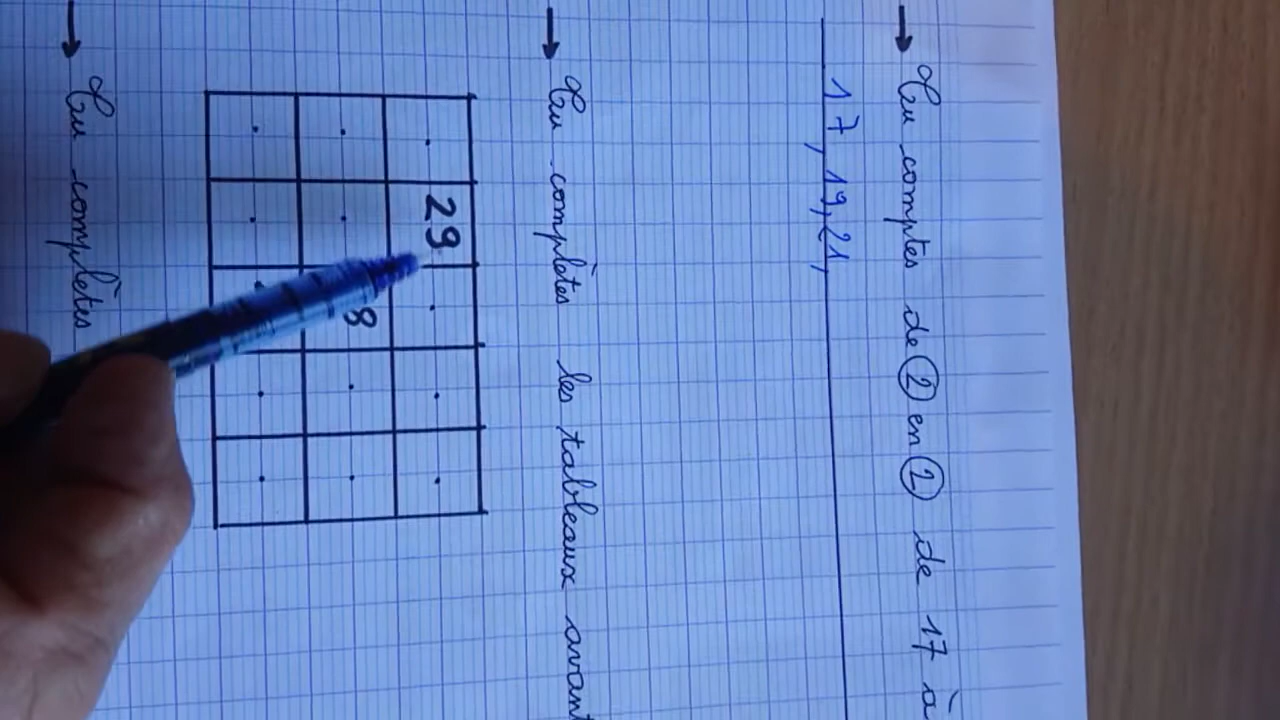 → Tu comptes de 2 en 2 de 17 à
17, 19, 21,
→ Tu complètes les tableaux avant
29
8
→ Tu complètes